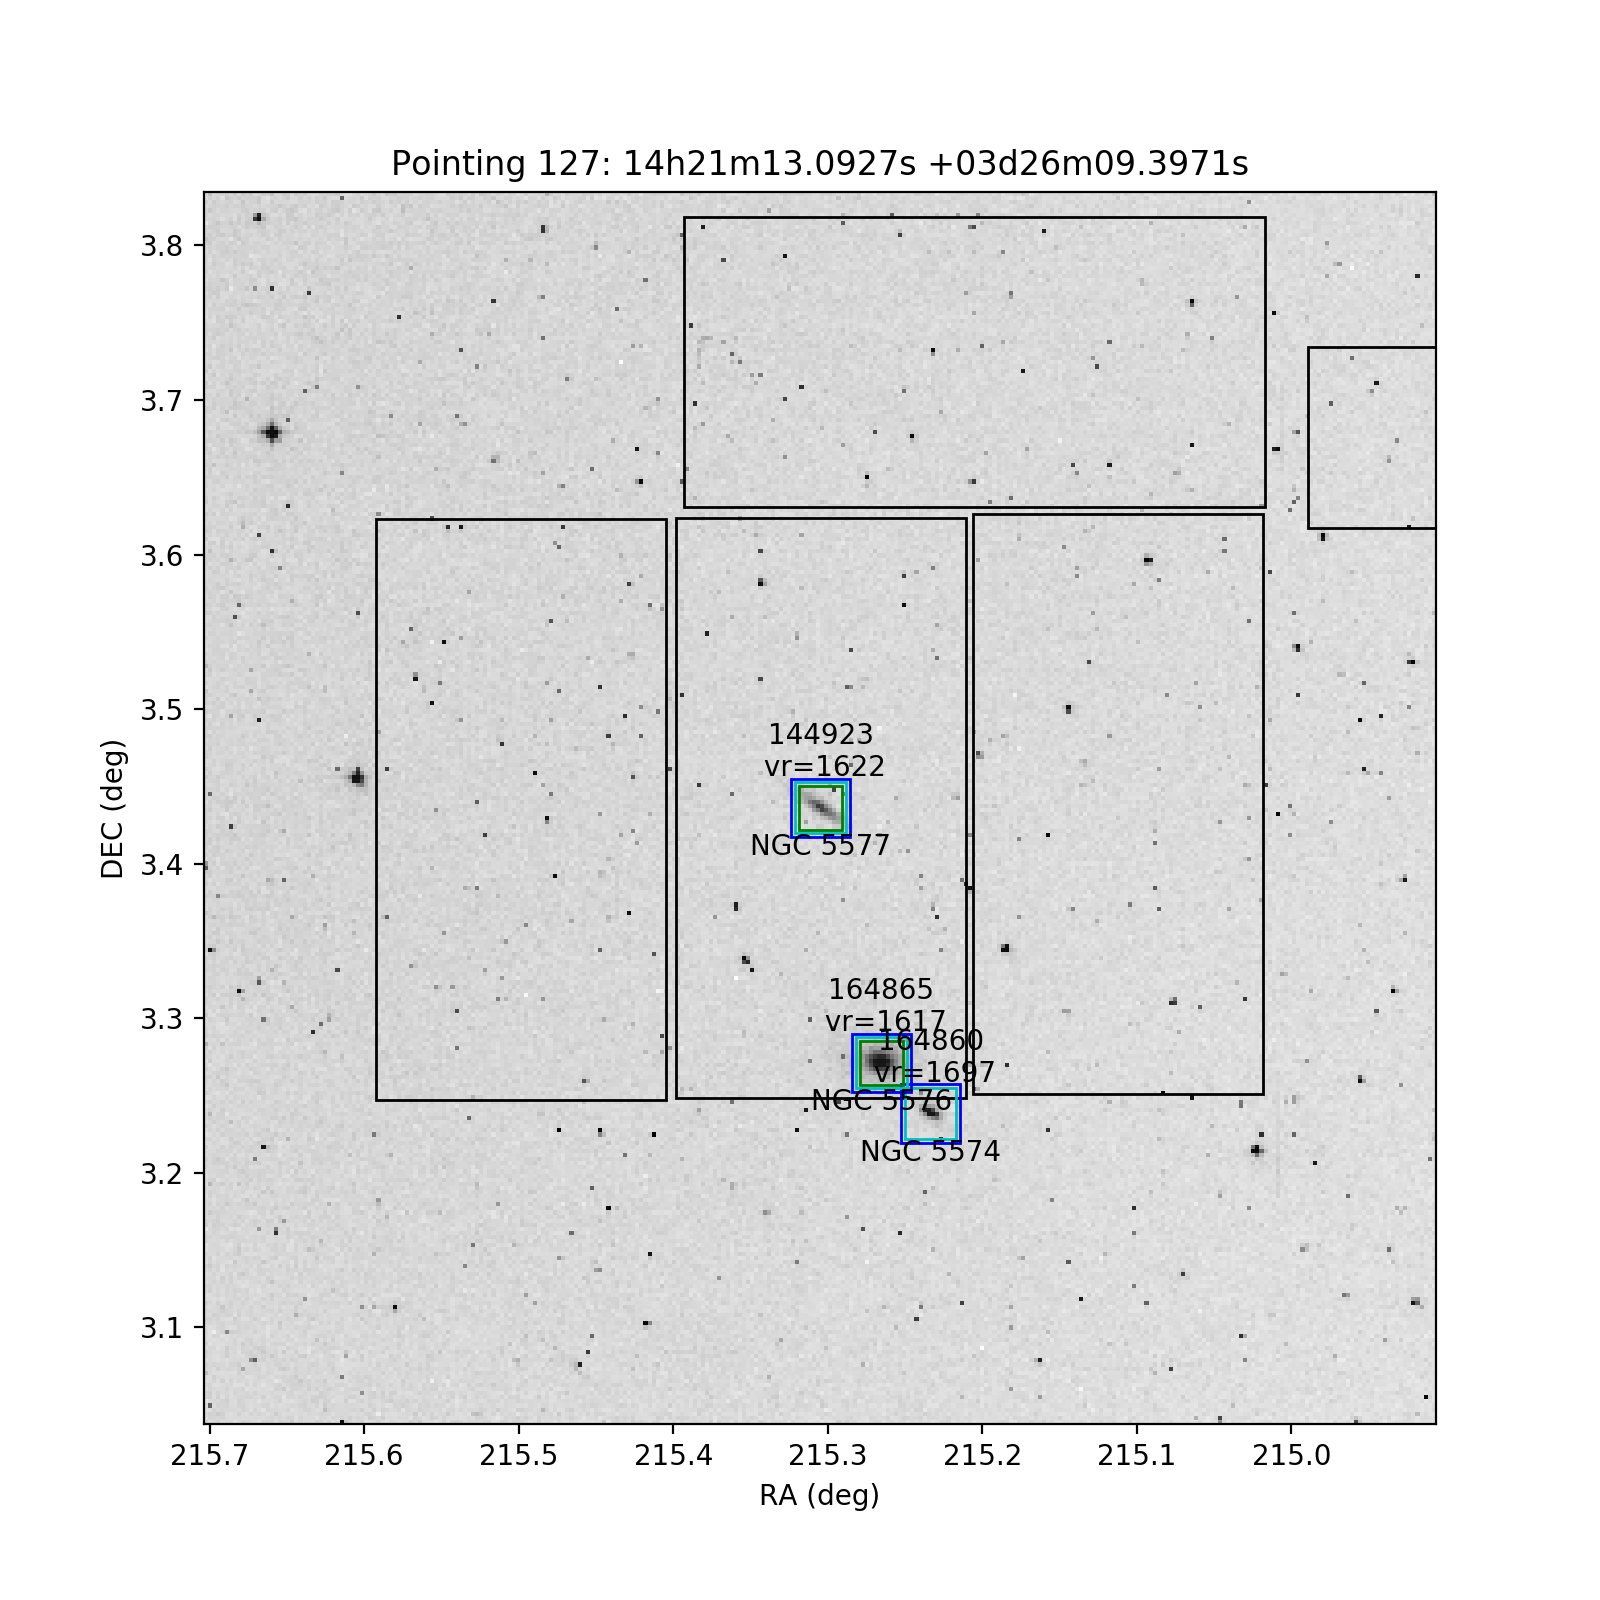 Pointing 127: 14h21m13.0927s +03d26m09.3971s
3.8
3.7
3.6
3.5
3.4
3.3
3.2
3.1
DEC (deg)
144923
vr=1622
NGC 5577
164865
vr=1617
164860
vr=1697
NGC 5576
NGC 5574
215.7 215.6 215.5 215.4 215.3 215.2 215.1 215.0
RA (deg)